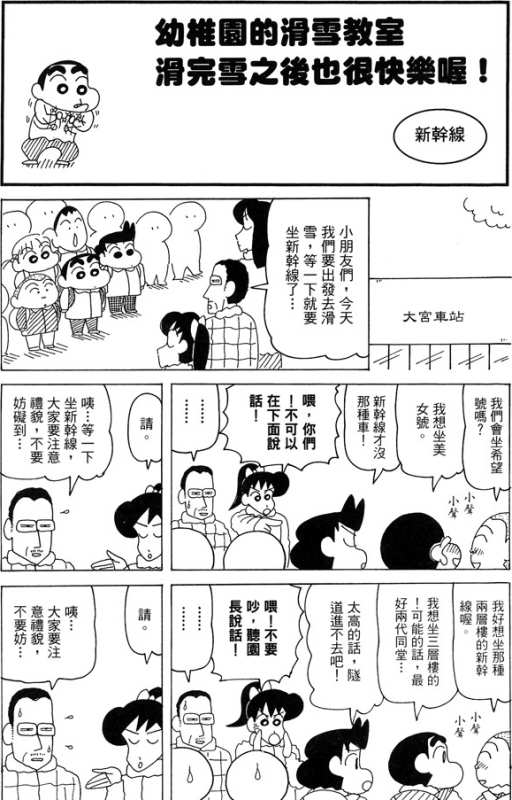 幼稚園的滑雪教室
滑完雪之後也很快樂喔！
新幹線
大宮車站
小朋友們，今天
我們要出發去滑
雪，等一下就要
坐新幹線了…
我們會坐希望
號嗎？
小聲
小聲
我想坐美
女號。
新幹線才沒
那種車！
喂，你們
！不可以
在下面說
話！
……
……
請。
咦…等一下
坐新幹線，
大家要注意
禮貌，不要
妨礙到…
我好想坐那種
兩層樓的新幹
線喔。
小聲
小聲
我想坐三層樓的
！可能的話，最
好兩代同堂…
太高的話，隧
道進不去吧！
喂！不要
吵，聽園
長說話！
……
……
請。
咦…
大家要注
意禮貌，
不要妨…